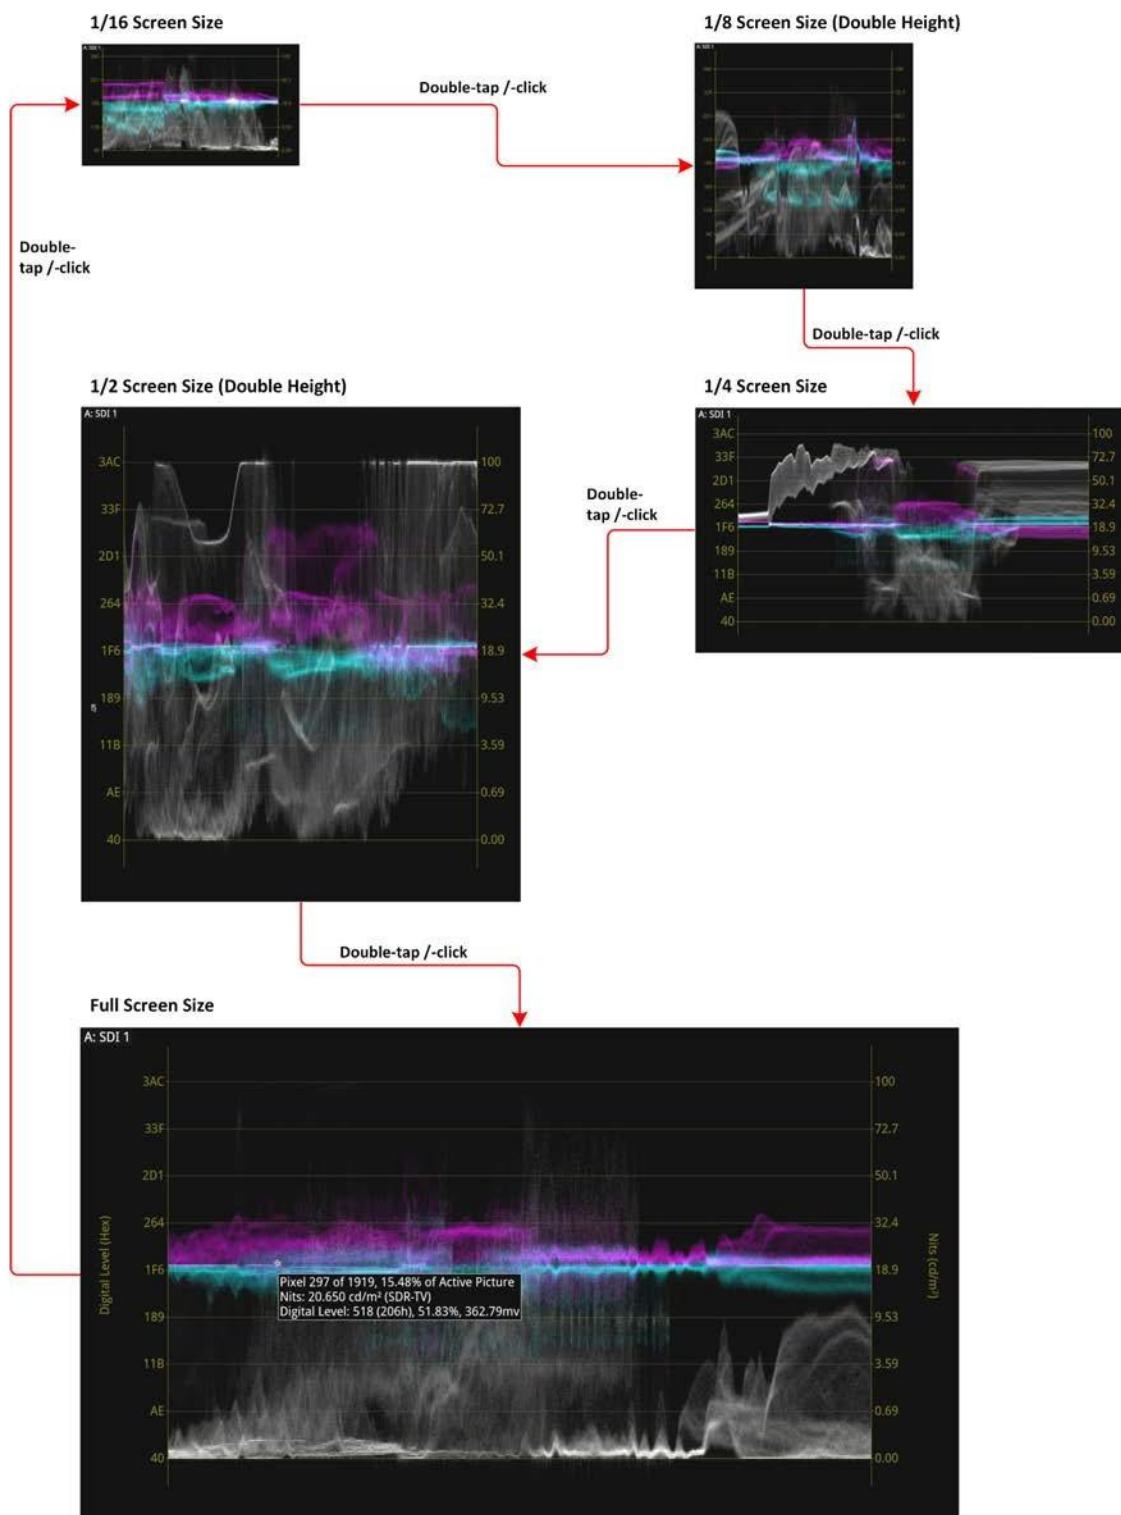 1/16 Screen Size
1/8 Screen Size (Double Height)
A: SDI 1
Double-tap /-click
Double-
tap /-click
Double-tap /-click
1/2 Screen Size (Double Height)
1/4 Screen Size
A: SDI 1
3AC 100
33F 72.7
2D1 50.1
264 32.4
1F6 18.9
189 9.53
11B 3.59
AE 0.69
40 0.00
A: SDI 1
3AC 100
33F 72.7
2D1 50.1
264 32.4
1F6 18.9
189 9.53
11B 3.59
AE 0.69
40 0.00
Double-
tap /-click
Double-tap /-click
Full Screen Size
A: SDI 1
3AC 100
33F 72.7
2D1 50.1
264 32.4
1F6 18.9
189 9.53
11B 3.59
AE 0.69
40 0.00
Digital Level (Hex)
Nits (cd/m²)
Pixel 297 of 1919, 15.48% of Active Picture
Nits: 20.650 cd/m² (SDR-TV)
Digital Level: 518 (206h), 51.83%, 362.79mv